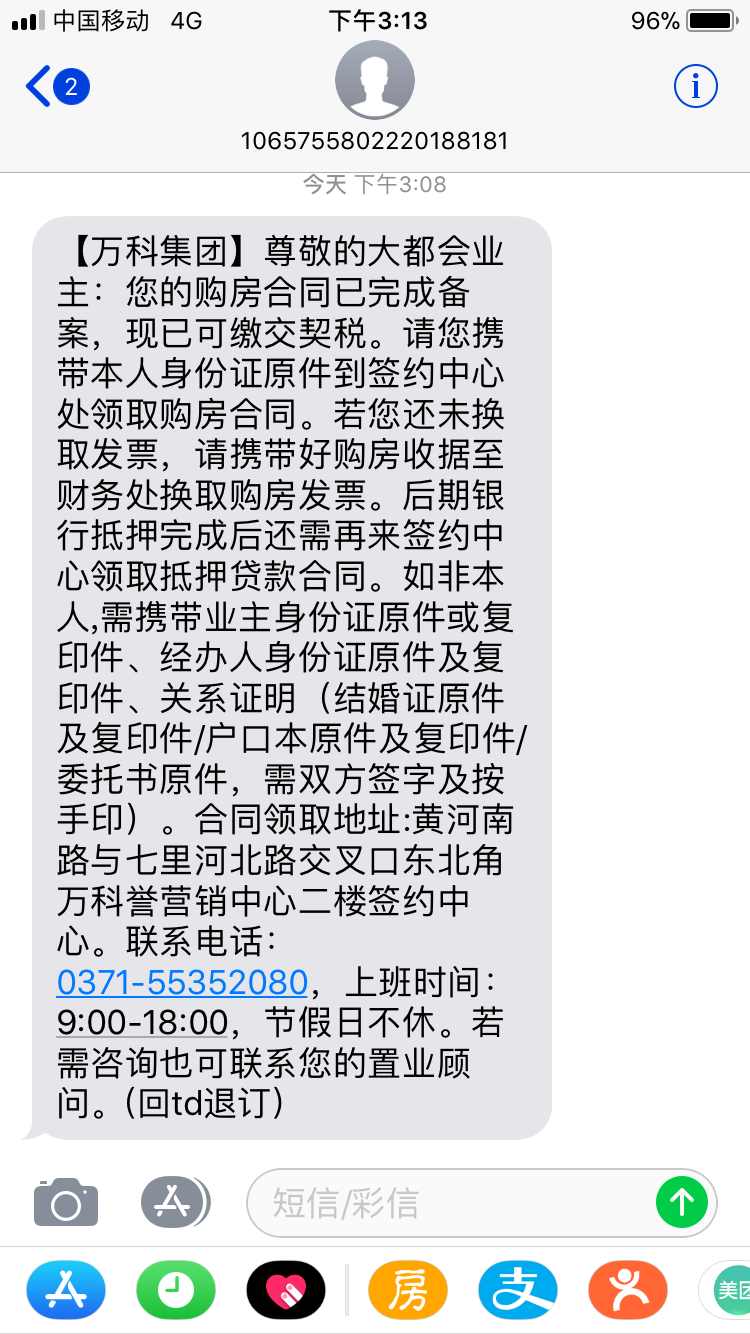 中国移动 4G 下午3:13 96%
2
1065755802220188181
今天 下午3:08
【万科集团】尊敬的大都会业
主：您的购房合同已完成备
案，现已可缴交契税。请您携
带本人身份证原件到签约中心
处领取购房合同。若您还未换
取发票，请携带好购房收据至
财务处换取购房发票。后期银
行抵押完成后还需再来签约中
心领取抵押贷款合同。如非本
人,需携带业主身份证原件或复
印件、经办人身份证原件及复
印件、关系证明（结婚证原件
及复印件/户口本原件及复印件/
委托书原件，需双方签字及按
手印）。合同领取地址:黄河南
路与七里河北路交叉口东北角
万科誉营销中心二楼签约中
心。联系电话：
0371-55352080，上班时间：
9:00-18:00，节假日不休。若
需咨询也可联系您的置业顾
问。（回td退订）
短信/彩信
房 支 美团